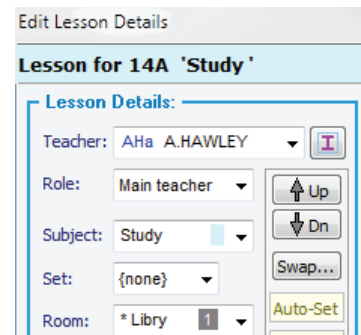 Edit Lesson Details
Lesson for 14A 'Study '
Lesson Details:
Teacher: AHa A.HAWLEY I
Role: Main teacher Up
Subject: Study Dn
Set: {none} Swap...
Room: * Libry 1 Auto-Set